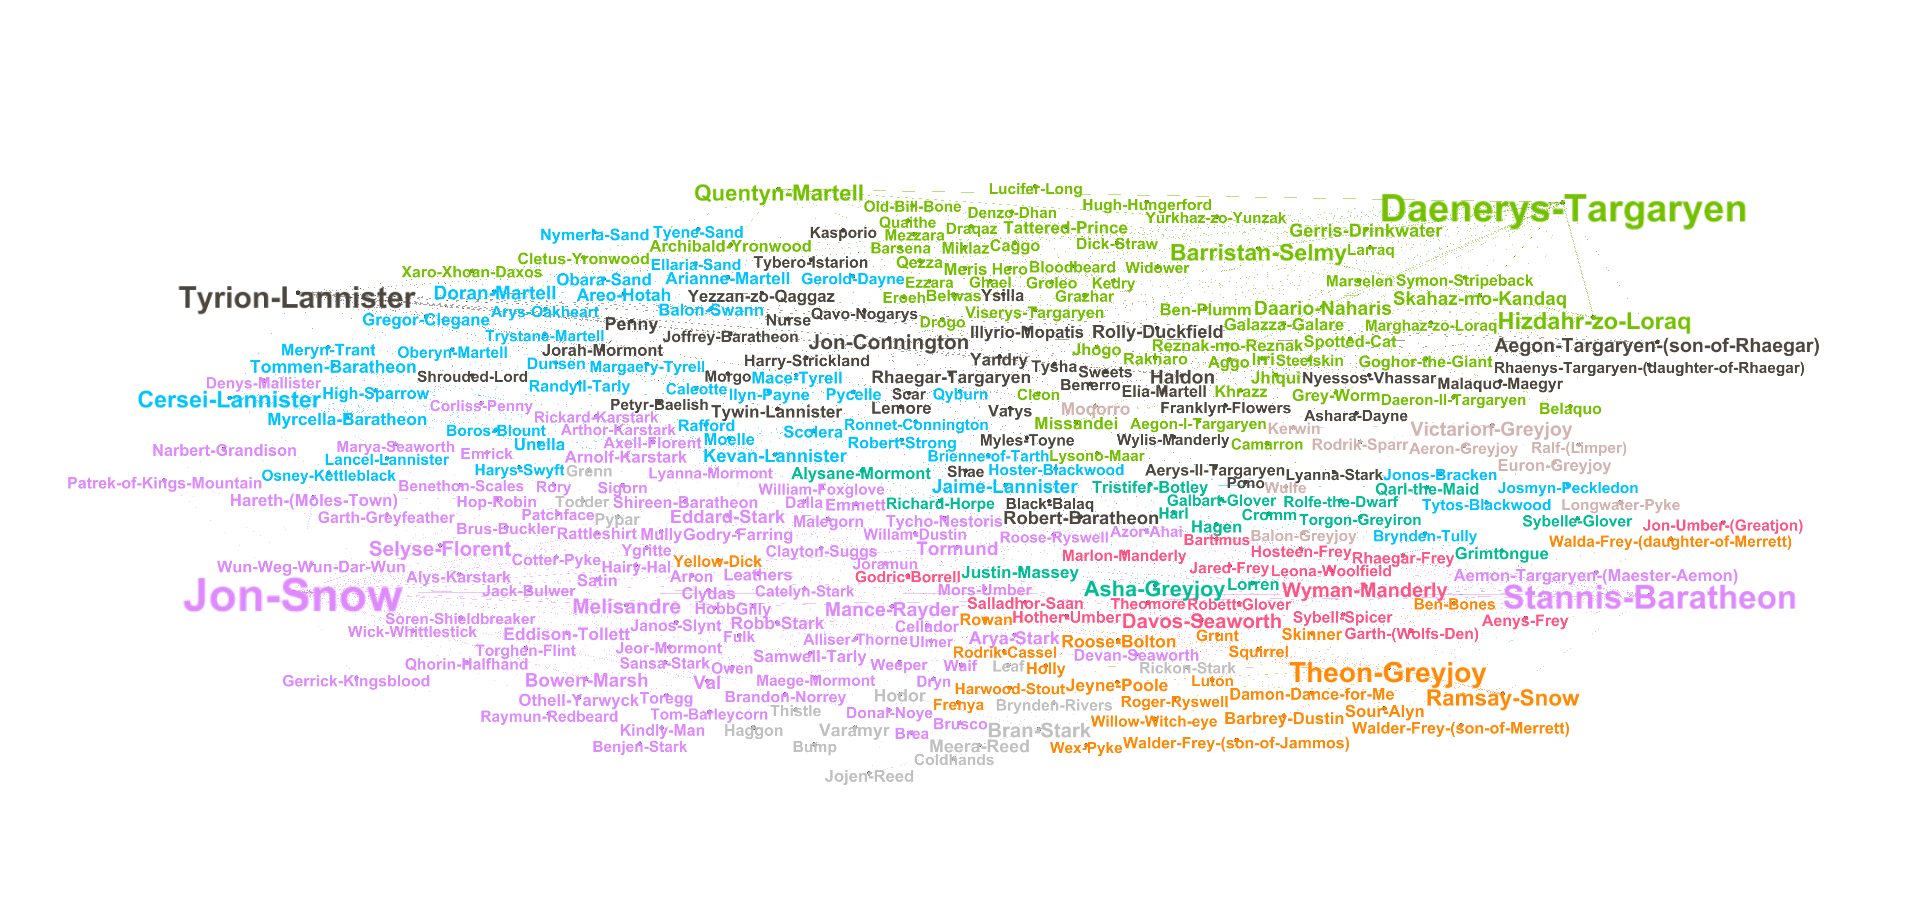 Quentyn-Martell
Lucifer-Long
Daenerys-Targaryen
Old-Bill-Bone
Denzo-Dhan
Hugh-Hungerford
Yurkhaz-zo-Yunzak
Quaithe
Draqaz
Tattered-Prince
Gerris-Drinkwater
Nymeria-Sand
Tyene-Sand
Kasporio
Mezzara
Archibald-Yronwood
Barsena
Miklaz
Caggo
Dick-Straw
Barristan-Selmy
Larraq
Cletus-Yronwood
Ellaria-Sand
Tybero-Istarion
Qezza
Meris
Hero
Bloodbeard
Widower
Xaro-Xhoan-Daxos
Obara-Sand
Arianne-Martell
Gerold-Dayne
Ezzara
Ghael
Groleo
Kedry
Marselen
Symon-Stripeback
Tyrion-Lannister
Doran-Martell
Areo-Hotah
Yezzan-zo-Qaggaz
Eroeh
Belwas
Ysilla
Grazhar
Skahaz-mo-Kandaq
Gregor-Clegane
Arys-Oakheart
Balon-Swann
Nurse
Qavo-Nogarys
Viserys-Targaryen
Ben-Plumm
Daario-Naharis
Hizdahr-zo-Loraq
Trystane-Martell
Penny
Joffrey-Baratheon
Drogo
Illyrio-Mopatis
Rolly-Duckfield
Galazza-Galare
Marghaz-zo-Loraq
Meryn-Trant
Oberyn-Martell
Jorah-Mormont
Jon-Connington
Jhogo
Reznak-mo-Reznak
Spotted-Cat
Aegon-Targaryen-(son-of-Rhaegar)
Tommen-Baratheon
Dunsen
Margaery-Tyrell
Harry-Strickland
Yandry
Tysha
Rakharo
Aggo
Irri
Steelskin
Goghor-the-Giant
Rhaenys-Targaryen-(daughter-of-Rhaegar)
Denys-Mallister
Shrouded-Lord
Randyll-Tarly
Morgo
Mace-Tyrell
Rhaegar-Targaryen
Sweets
Benerro
Haldon
Jhiqui
Nyessos-Vhassar
Malaquo-Maegyr
Cersei-Lannister
High-Sparrow
Caleotte
Ilyn-Payne
Pycelle
Scar
Qyburn
Cleon
Elia-Martell
Khrazz
Grey-Worm
Daeron-II-Targaryen
Corliss-Penny
Petyr-Baelish
Tywin-Lannister
Lemore
Varys
Moqorro
Franklyn-Flowers
Ashara-Dayne
Belaquo
Myrcella-Baratheon
Rickard-Karstark
Rafford
Ronnet-Connington
Missandei
Aegon-I-Targaryen
Kerwin
Victarion-Greyjoy
Boros-Blount
Arthor-Karstark
Moelle
Scolera
Robert-Strong
Myles-Toyne
Wylis-Manderly
Camarron
Rodrik-Sparr
Aeron-Greyjoy
Ralf-(Limper)
Narbert-Grandison
Marya-Seaworth
Emrick
Unella
Axell-Florent
Arnolf-Karstark
Kevan-Lannister
Brienne-of-Tarth
Lysono-Maar
Euron-Greyjoy
Lancel-Lannister
Harys-Swyft
Grenn
Lyanna-Mormont
Alysane-Mormont
Shae
Hoster-Blackwood
Aerys-II-Targaryen
Lyanna-Stark
Jonos-Bracken
Patrek-of-Kings-Mountain
Osney-Kettleblack
Benethon-Scales
Rory
Sigorn
William-Foxglove
Jaime-Lannister
Tristifer-Botley
Pono
Wulfe
Qarl-the-Maid
Josmyn-Peckledon
Hareth-(Moles-Town)
Hop-Robin
Todder
Shireen-Baratheon
Dalla
Emmett
Richard-Horpe
Black-Balaq
Galbart-Glover
Rolfe-the-Dwarf
Tytos-Blackwood
Longwater-Pyke
Garth-Greyfeather
Patchface
Pypar
Eddard-Stark
Malegorn
Tycho-Nestoris
Robert-Baratheon
Harl
Cromm
Torgon-Greyiron
Sybelle-Glover
Jon-Umber-(Greatjon)
Brus-Buckler
Rattleshirt
Mully
Godry-Farring
Willam-Dustin
Roose-Ryswell
Azor-Ahai
Hagen
Bartimus
Balon-Greyjoy
Brynden-Tully
Walda-Frey-(daughter-of-Merrett)
Selyse-Florent
Ygritte
Clayton-Suggs
Tormund
Marlon-Manderly
Hosteen-Frey
Rhaegar-Frey
Grimtongue
Wun-Weg-Wun-Dar-Wun
Cotter-Pyke
Hairy-Hal
Yellow-Dick
Joramun
Jared-Frey
Leona-Woolfield
Alys-Karstark
Satin
Aron
Leathers
Godric-Borrell
Justin-Massey
Aemon-Targaryen-(Maester-Aemon)
Jon-Snow
Jack-Bulwer
Clydas
Catelyn-Stark
Mors-Umber
Asha-Greyjoy
Lorren
Wyman-Manderly
Stannis-Baratheon
Melisandre
Hobb
Gilly
Mance-Rayder
Salladhor-Saan
Theomore
Robett-Glover
Ben-Bones
Soren-Shieldbreaker
Janos-Slynt
Robb-Stark
Cellador
Rowan
Hother-Umber
Davos-Seaworth
Sybell-Spicer
Aenys-Frey
Wick-Whittlestick
Eddison-Tollett
Fulk
Alliser-Thorne
Ulmer
Arya-Stark
Roose-Bolton
Grunt
Skinner
Garth-(Wolfs-Den)
Torghen-Flint
Jeor-Mormont
Samwell-Tarly
Rodrik-Cassel
Devan-Seaworth
Squirrel
Qhorin-Halfhand
Sansa-Stark
Owen
Weeper
Waif
Leaf
Holly
Rickon-Stark
Theon-Greyjoy
Gerrick-Kingsblood
Bowen-Marsh
Val
Maege-Mormont
Dryn
Harwood-Stout
Jeyne-Poole
Luton
Othell-Yarwyck
Toregg
Brandon-Norrey
Hodor
Frenya
Brynden-Rivers
Roger-Ryswell
Damon-Dance-for-Me
Ramsay-Snow
Raymun-Redbeard
Tom-Barleycorn
Thistle
Donal-Noye
Willow-Witch-eye
Barbrey-Dustin
Sour-Alyn
Kindly-Man
Haggon
Varamyr
Brea
Brusco
Bran-Stark
Walder-Frey-(son-of-Merrett)
Benjen-Stark
Bump
Meera-Reed
Wex-Pyke
Walder-Frey-(son-of-Jammos)
Coldhands
Jojen-Reed